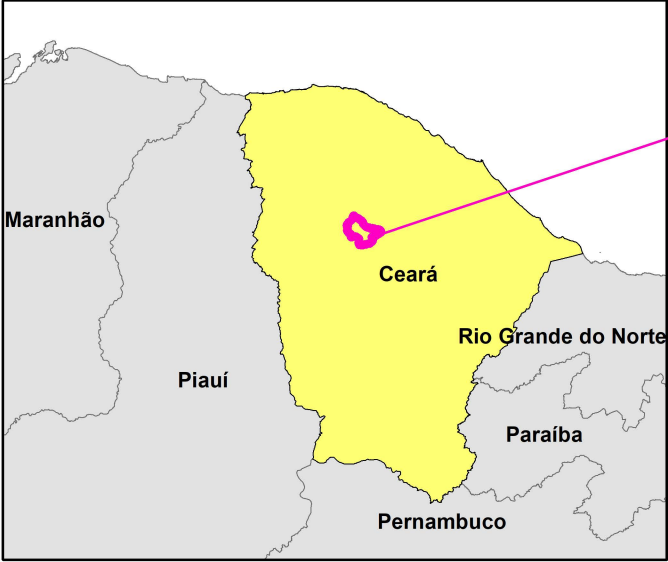 Maranhão
Ceará
Rio Grande do Norte
Piauí
Paraíba
Pernambuco